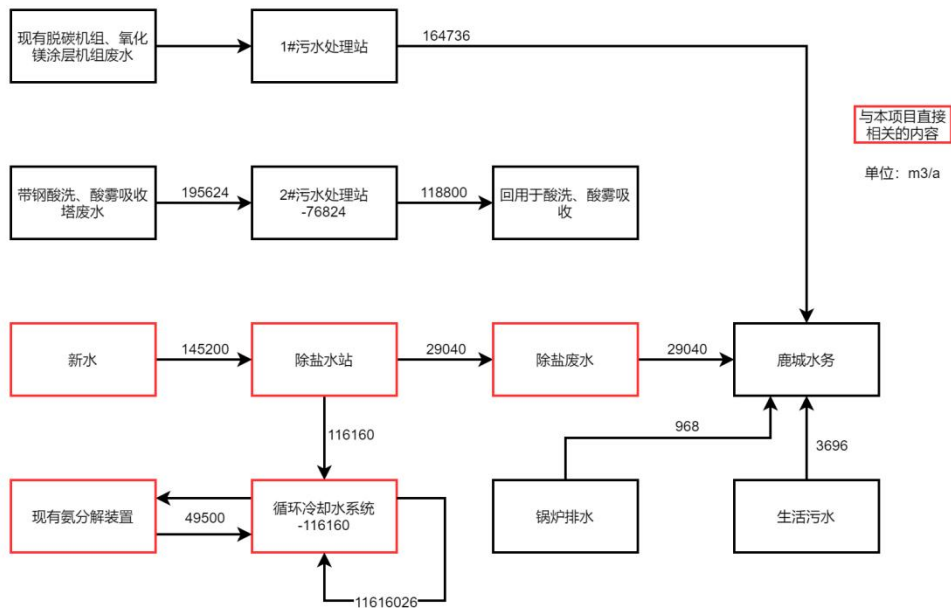 现有脱碳机组、氧化
镁涂层机组废水
1#污水处理站
164736
与本项目直接
相关的内容
单位：m3/a
带钢酸洗、酸雾吸收
塔废水
195624
2#污水处理站
-76824
118800
回用于酸洗、酸雾吸
收
新水
145200
除盐水站
29040
除盐废水
29040
鹿城水务
116160
968
3696
现有氨分解装置
49500
循环冷却水系统
-116160
11616026
锅炉排水
生活污水